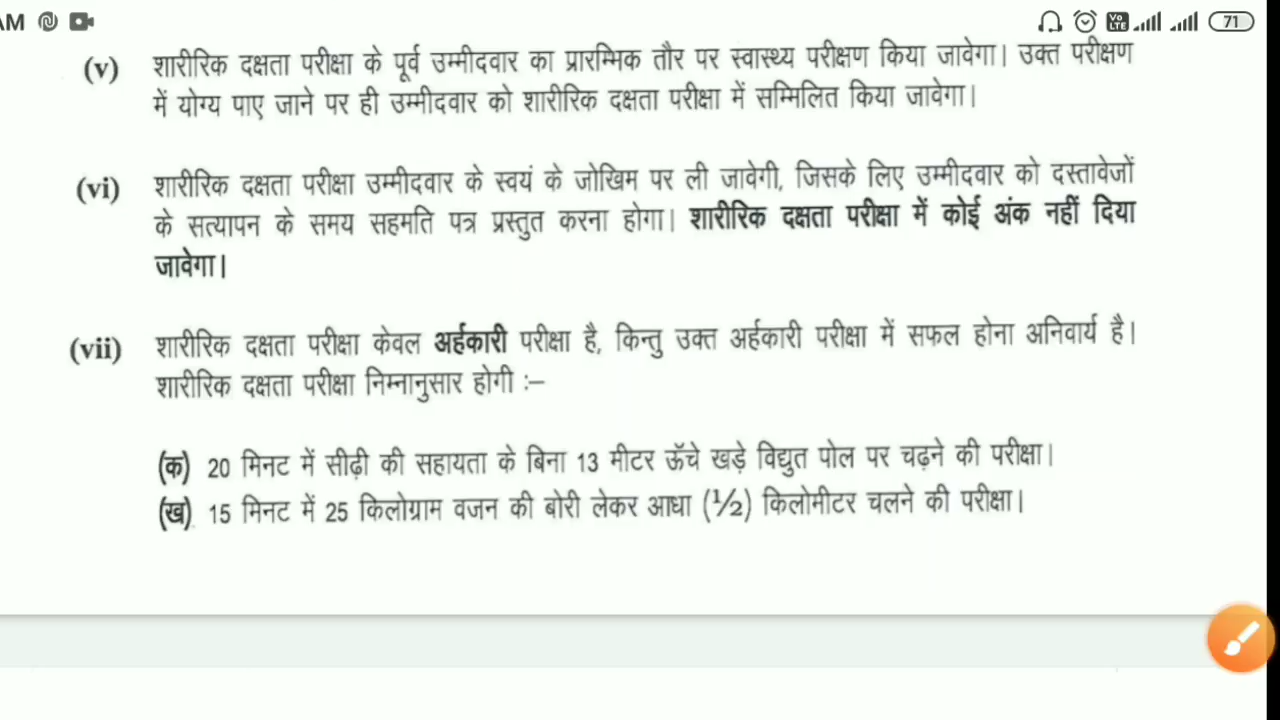 AM
Vo LTE
71
(v) शारीरिक दक्षता परीक्षा के पूर्व उम्मीदवार का प्रारम्भिक तौर पर स्वास्थ्य परीक्षण किया जावेगा। उक्त परीक्षण
में योग्य पाए जाने पर ही उम्मीदवार को शारीरिक दक्षता परीक्षा में सम्मिलित किया जावेगा।
(vi) शारीरिक दक्षता परीक्षा उम्मीदवार के स्वयं के जोखिम पर ली जावेगी, जिसके लिए उम्मीदवार को दस्तावेजों
के सत्यापन के समय सहमति पत्र प्रस्तुत करना होगा। शारीरिक दक्षता परीक्षा में कोई अंक नहीं दिया
जावेगा।
(vii) शारीरिक दक्षता परीक्षा केवल अर्हकारी परीक्षा है, किन्तु उक्त अर्हकारी परीक्षा में सफल होना अनिवार्य है।
शारीरिक दक्षता परीक्षा निम्नानुसार होगी :–
(क) 20 मिनट में सीढ़ी की सहायता के बिना 13 मीटर ऊॅंचे खड़े विद्युत पोल पर चढ़ने की परीक्षा।
(ख) 15 मिनट में 25 किलोग्राम वजन की बोरी लेकर आधा (½) किलोमीटर चलने की परीक्षा।